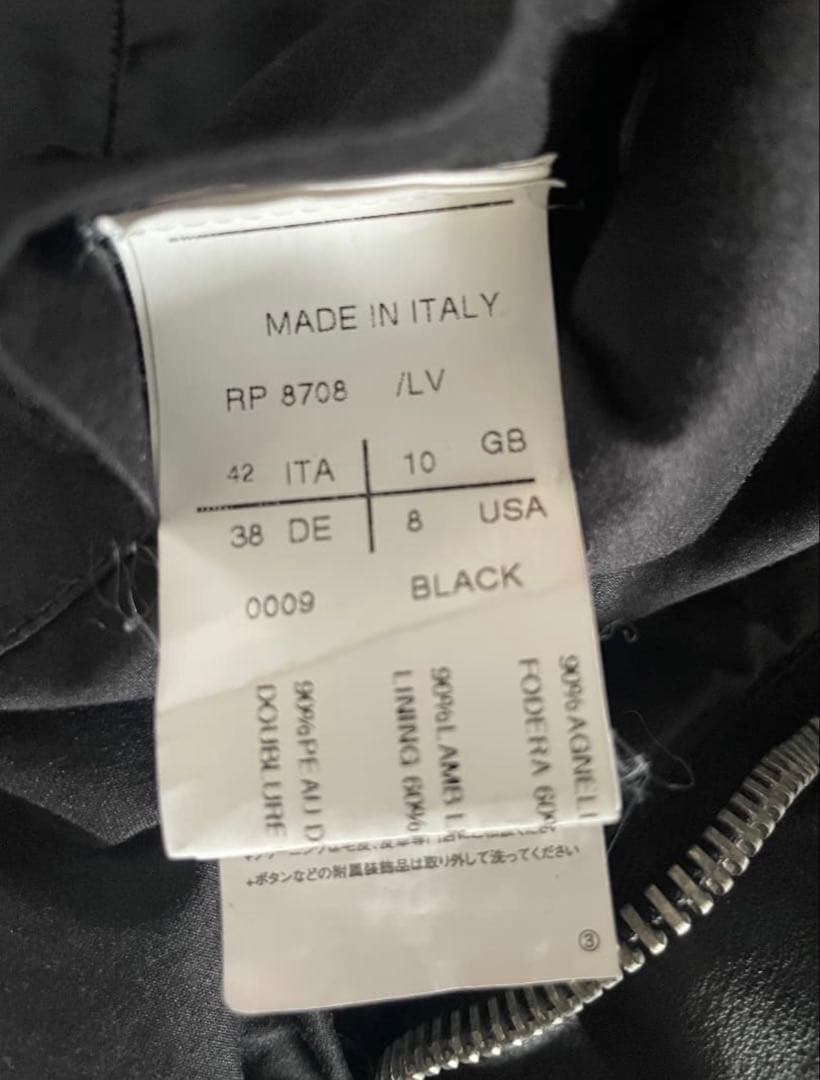 MADE IN ITALY
RP 8708 /LV
42 ITA 10 GB
38 DE 8 USA
0009 BLACK
90% AGNELL
FODERA 60%
90% LAMB L
LINING 60%
90% PEAU D
DOUBLURE
+ボタンなどの附属装飾品は取り外して洗ってください
③